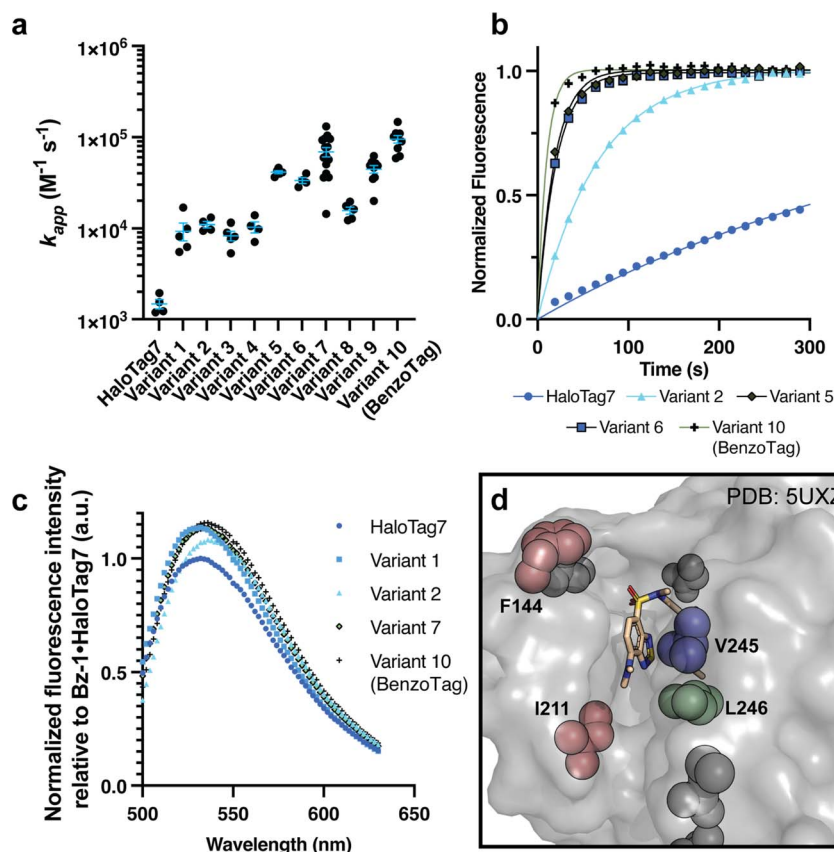 a
k_app (M⁻¹ s⁻¹)
1×10⁶
1×10⁵
1×10⁴
1×10³
HaloTag7
Variant 1
Variant 2
Variant 3
Variant 4
Variant 5
Variant 6
Variant 7
Variant 8
Variant 9
Variant 10
(BenzoTag)
b
Normalized Fluorescence
1.0
0.5
0.0
0
100
200
300
Time (s)
HaloTag7
Variant 2
Variant 5
Variant 6
Variant 10
(BenzoTag)
c
Normalized fluorescence intensity
relative to Bz-1•HaloTag7 (a.u.)
1.0
0.5
0.0
500
550
600
650
Wavelength (nm)
HaloTag7
Variant 1
Variant 2
Variant 7
Variant 10
(BenzoTag)
d
PDB: 5UXZ
F144
V245
I211
L246